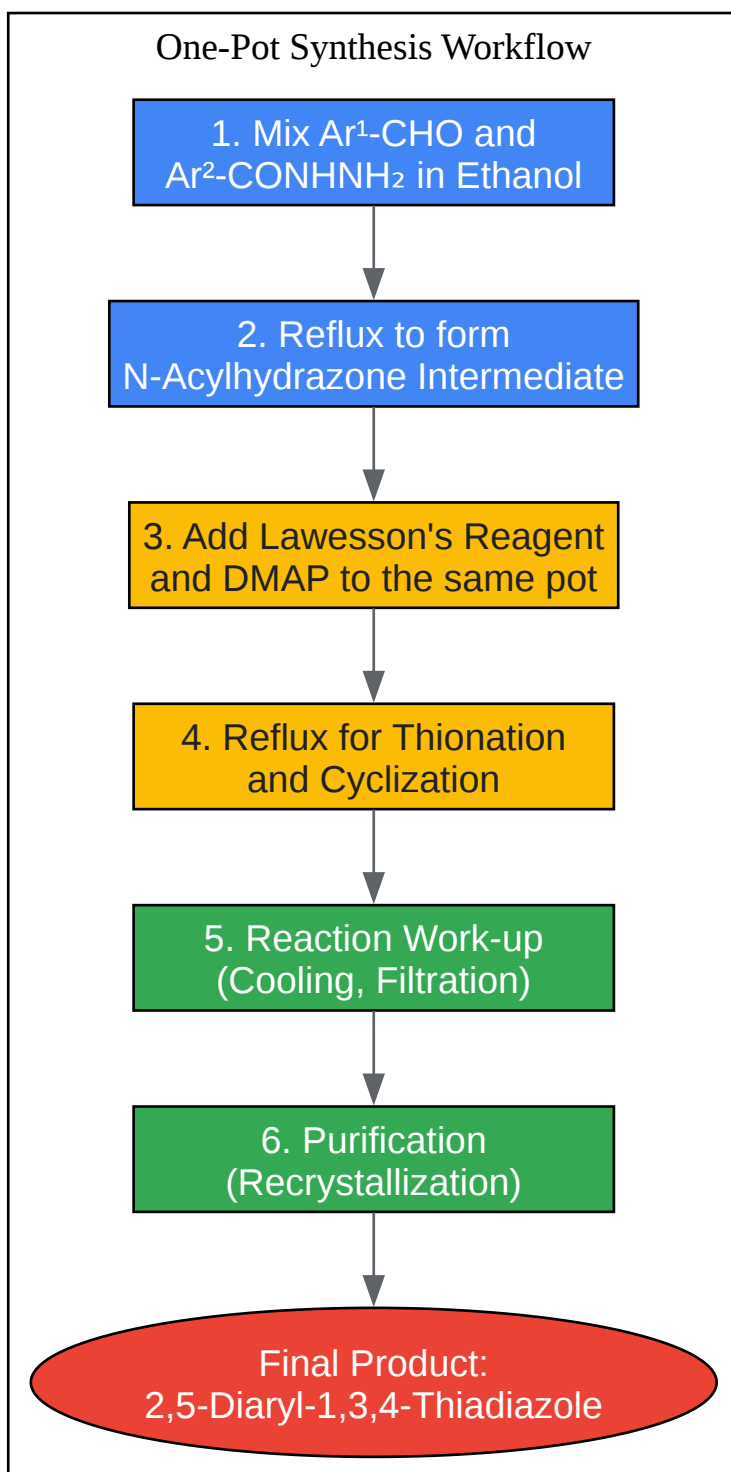 One-Pot Synthesis Workflow
1. Mix Ar¹-CHO and
Ar²-CONHNH₂ in Ethanol
2. Reflux to form
N-Acylhydrazone Intermediate
3. Add Lawesson's Reagent
and DMAP to the same pot
4. Reflux for Thionation
and Cyclization
5. Reaction Work-up
(Cooling, Filtration)
6. Purification
(Recrystallization)
Final Product:
2,5-Diaryl-1,3,4-Thiadiazole